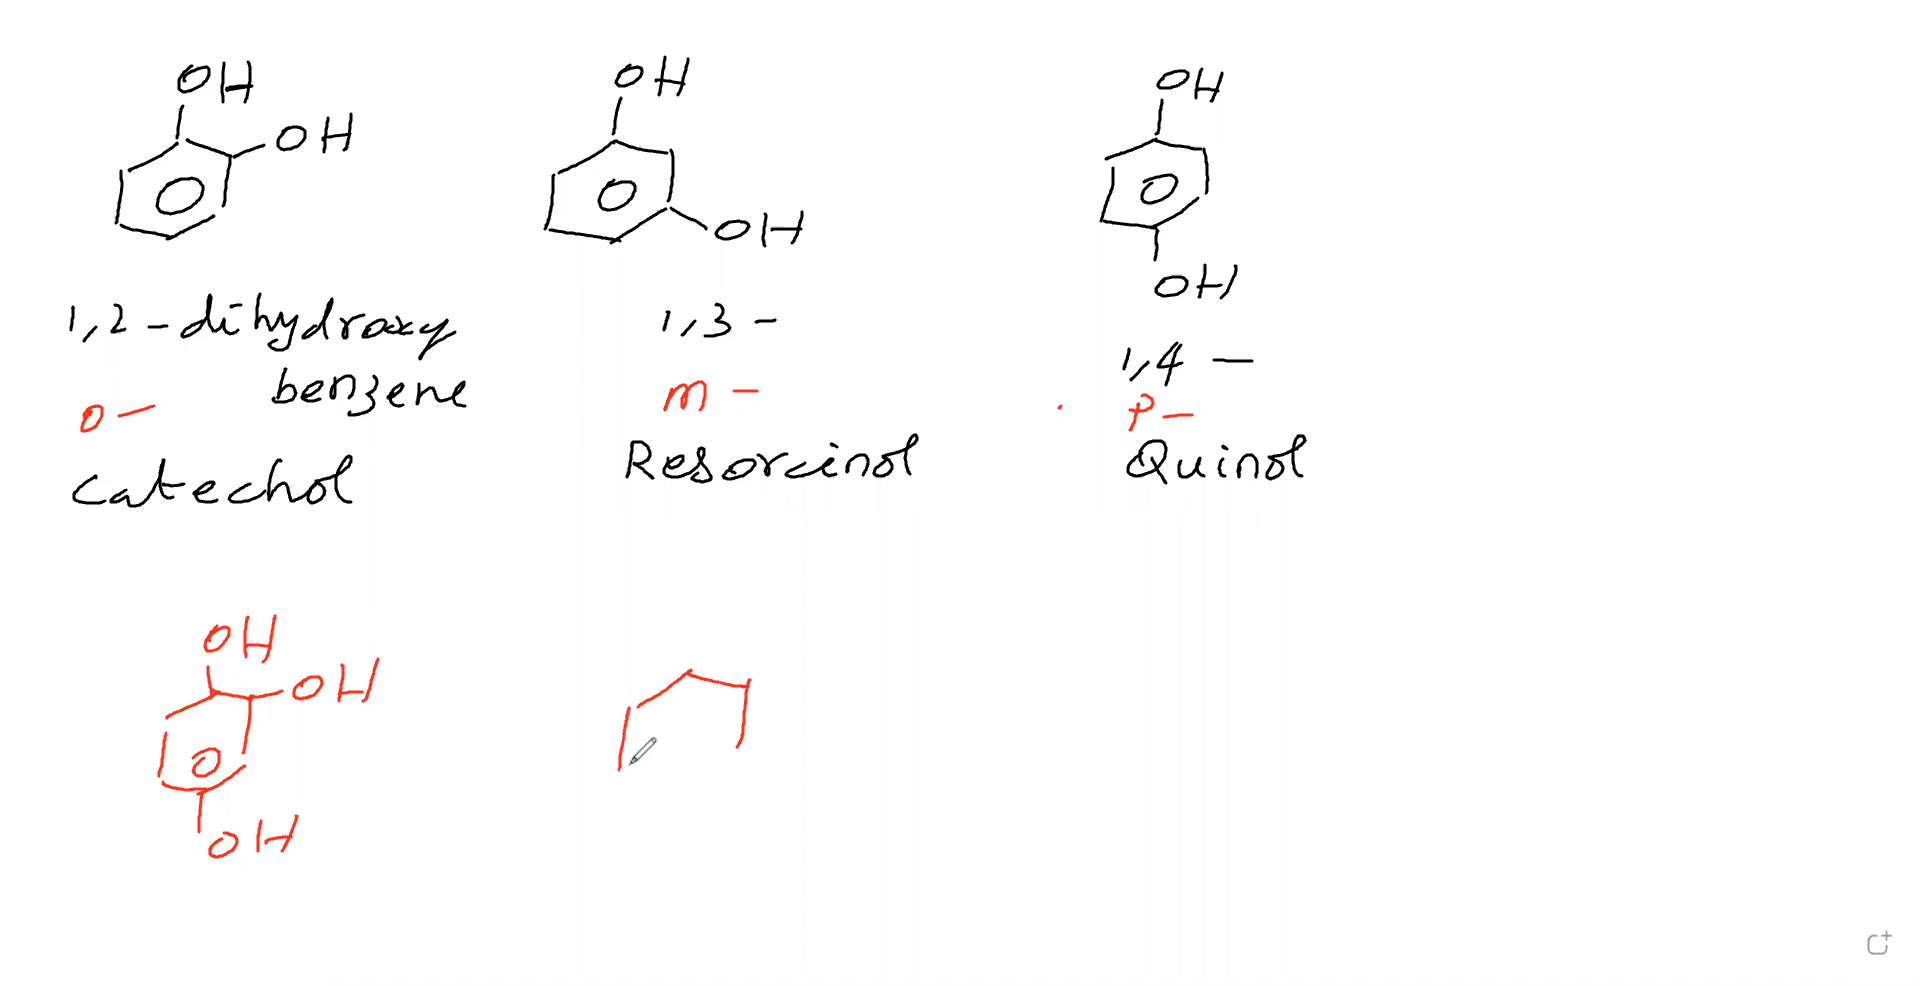 OH
OH
1,2 - dihydroxy
benzene
o -
Catechol
OH
OH
1,3 -
m -
Resorcinol
OH
OH
1,4 -
p -
Quinol
OH
OH
OH